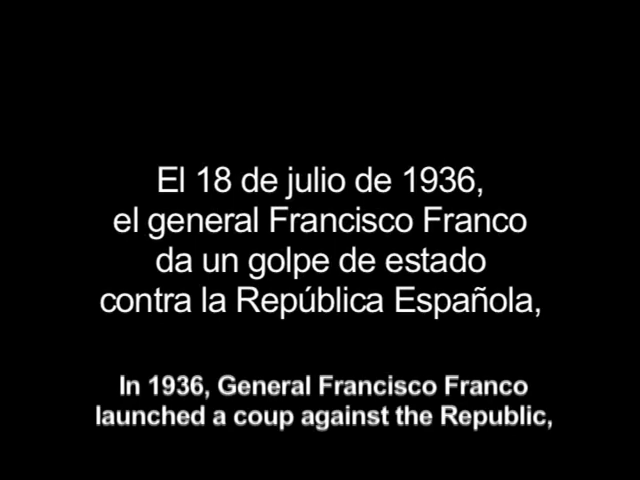 El 18 de julio de 1936,
el general Francisco Franco
da un golpe de estado
contra la República Española,
In 1936, General Francisco Franco
launched a coup against the Republic,